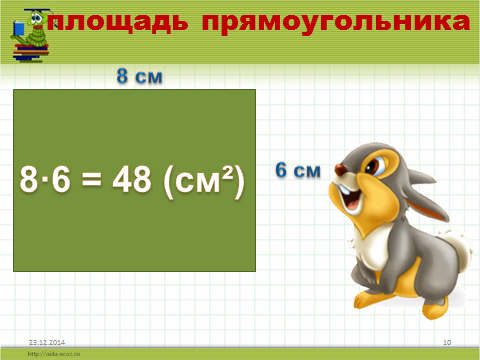 площадь прямоугольника
8 см
8·6 = 48 (см²)
6 см
23.12.2014
10
http://aida.ucoz.ru